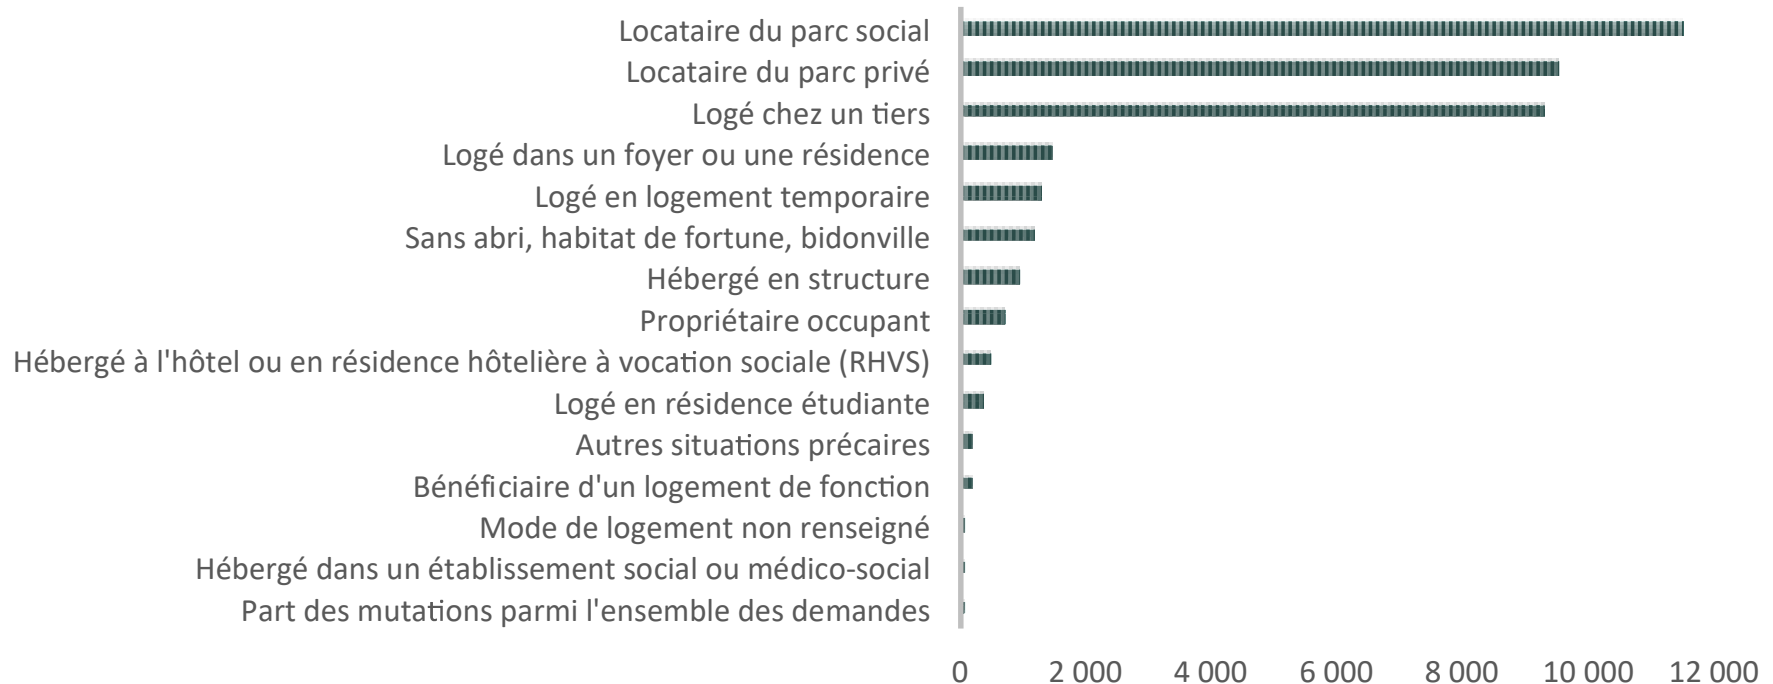 Locataire du parc social
Locataire du parc privé
Logé chez un tiers
Logé dans un foyer ou une résidence
Logé en logement temporaire
Sans abri, habitat de fortune, bidonville
Hébergé en structure
Propriétaire occupant
Hébergé à l'hôtel ou en résidence hôtelière à vocation sociale (RHVS)
Logé en résidence étudiante
Autres situations précaires
Bénéficiaire d'un logement de fonction
Mode de logement non renseigné
Hébergé dans un établissement social ou médico-social
Part des mutations parmi l'ensemble des demandes
0 2 000 4 000 6 000 8 000 10 000 12 000